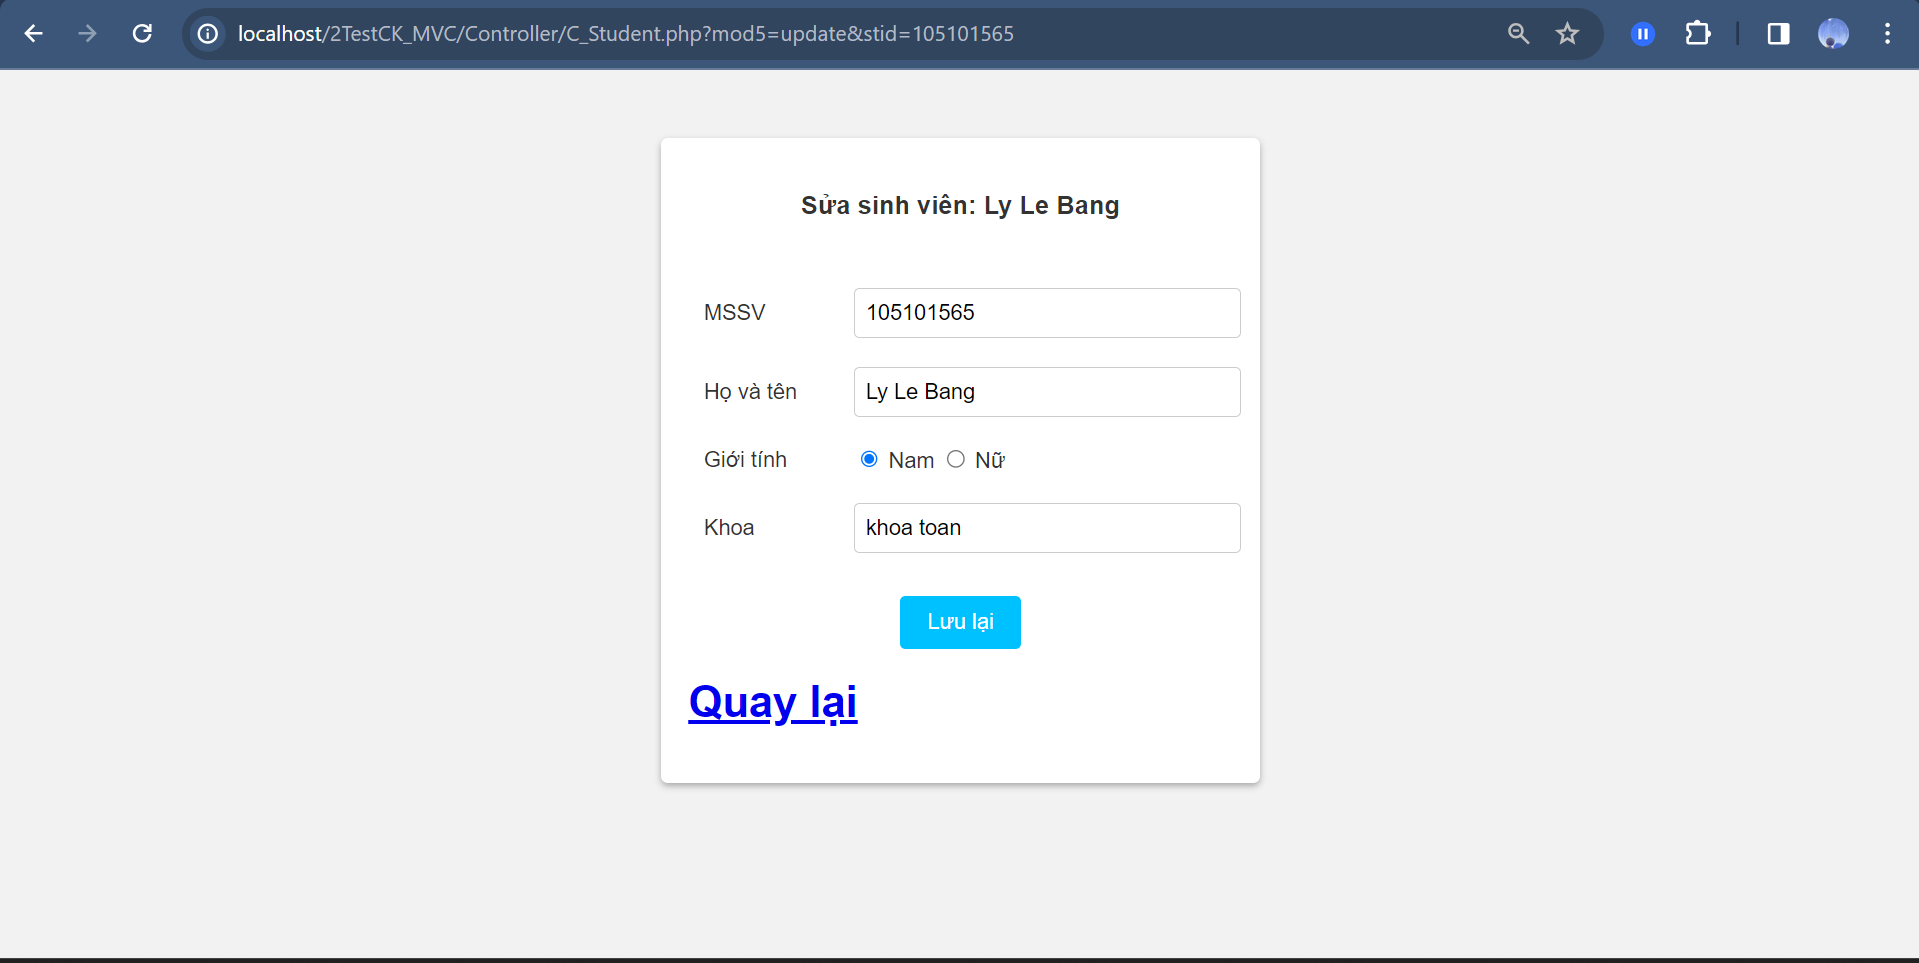 localhost/2TestCK_MVC/Controller/C_Student.php?mod5=update&stid=105101565
Sửa sinh viên: Ly Le Bang
MSSV 105101565
Họ và tên Ly Le Bang
Giới tính Nam Nữ
Khoa khoa toan
Lưu lại
Quay lại